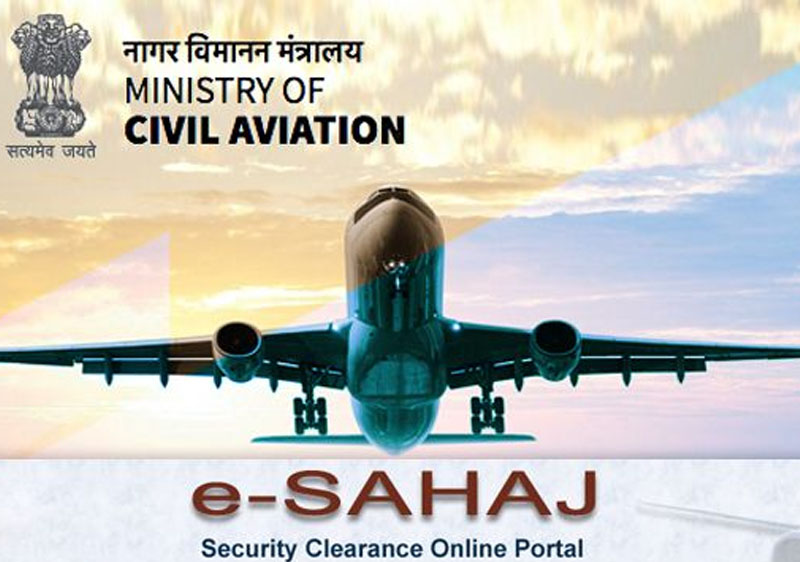 नागर विमानन मंत्रालय
MINISTRY OF
CIVIL AVIATION
सत्यमेव जयते
e-SAHAJ
Security Clearance Online Portal